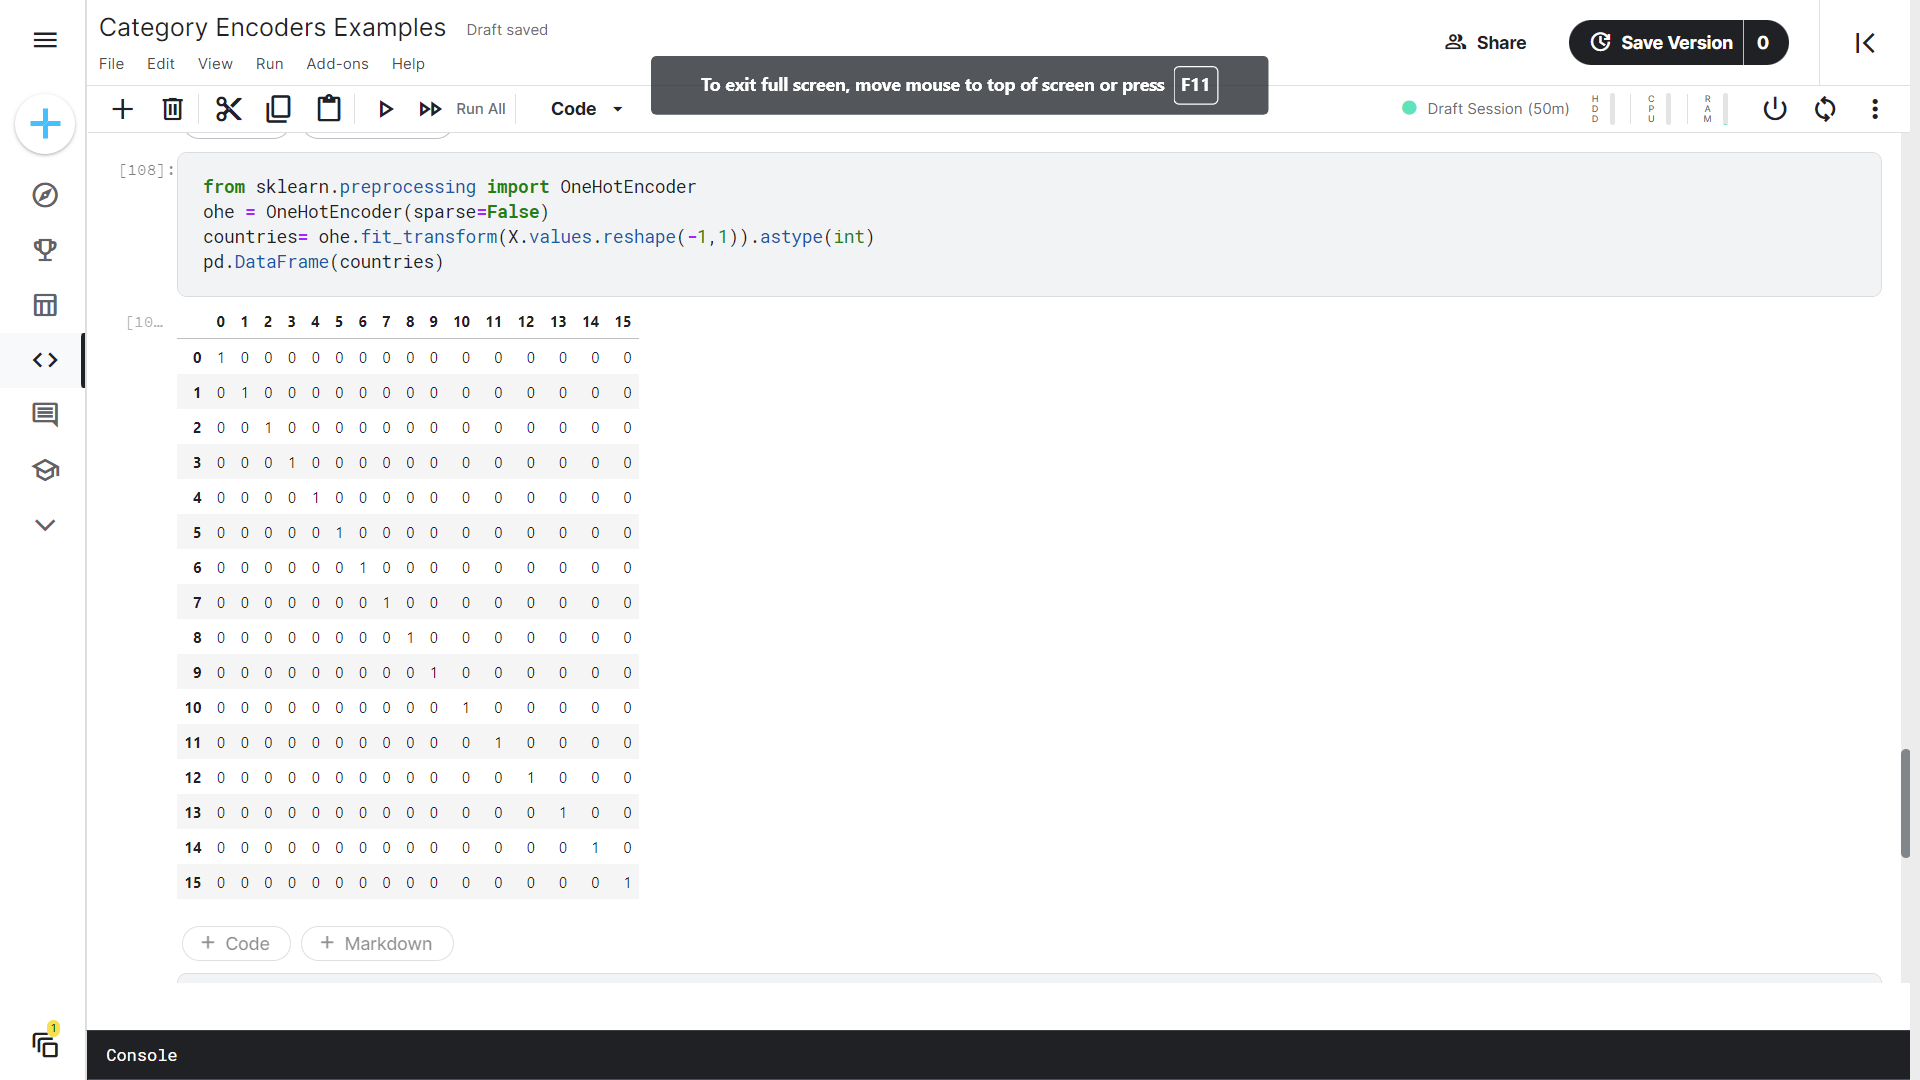 Category Encoders Examples Draft saved
File Edit View Run Add-ons Help
Share
Save Version 0
To exit full screen, move mouse to top of screen or press F11
Run All Code
Draft Session (50m) HDD CPU RAM
[108]:
from sklearn.preprocessing import OneHotEncoder
ohe = OneHotEncoder(sparse=False)
countries= ohe.fit_transform(X.values.reshape(-1,1)).astype(int)
pd.DataFrame(countries)
[10…
0 1 2 3 4 5 6 7 8 9 10 11 12 13 14 15
0 1 0 0 0 0 0 0 0 0 0 0 0 0 0 0 0
1 0 1 0 0 0 0 0 0 0 0 0 0 0 0 0 0
2 0 0 1 0 0 0 0 0 0 0 0 0 0 0 0 0
3 0 0 0 1 0 0 0 0 0 0 0 0 0 0 0 0
4 0 0 0 0 1 0 0 0 0 0 0 0 0 0 0 0
5 0 0 0 0 0 1 0 0 0 0 0 0 0 0 0 0
6 0 0 0 0 0 0 1 0 0 0 0 0 0 0 0 0
7 0 0 0 0 0 0 0 1 0 0 0 0 0 0 0 0
8 0 0 0 0 0 0 0 0 1 0 0 0 0 0 0 0
9 0 0 0 0 0 0 0 0 0 1 0 0 0 0 0 0
10 0 0 0 0 0 0 0 0 0 0 1 0 0 0 0 0
11 0 0 0 0 0 0 0 0 0 0 0 1 0 0 0 0
12 0 0 0 0 0 0 0 0 0 0 0 0 1 0 0 0
13 0 0 0 0 0 0 0 0 0 0 0 0 0 1 0 0
14 0 0 0 0 0 0 0 0 0 0 0 0 0 0 1 0
15 0 0 0 0 0 0 0 0 0 0 0 0 0 0 0 1
+ Code + Markdown
1
Console